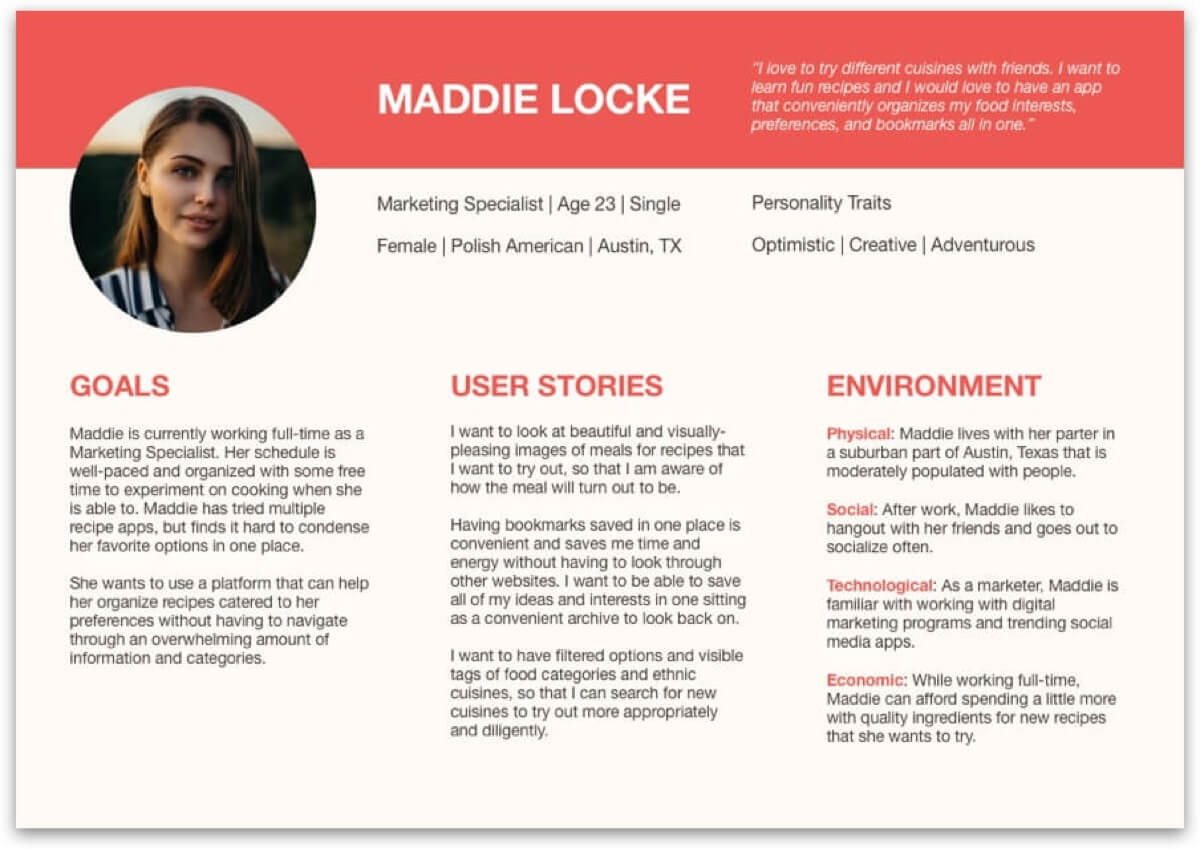 MADDIE LOCKE
“I love to try different cuisines with friends. I want to
learn fun recipes and I would love to have an app
that conveniently organizes my food interests,
preferences, and bookmarks all in one.”
Marketing Specialist | Age 23 | Single
Female | Polish American | Austin, TX
Personality Traits
Optimistic | Creative | Adventurous
GOALS
Maddie is currently working full-time as a
Marketing Specialist. Her schedule is
well-paced and organized with some free
time to experiment on cooking when she
is able to. Maddie has tried multiple
recipe apps, but finds it hard to condense
her favorite options in one place.
She wants to use a platform that can help
her organize recipes catered to her
preferences without having to navigate
through an overwhelming amount of
information and categories.
USER STORIES
I want to look at beautiful and visually-
pleasing images of meals for recipes that
I want to try out, so that I am aware of
how the meal will turn out to be.
Having bookmarks saved in one place is
convenient and saves me time and
energy without having to look through
other websites. I want to be able to save
all of my ideas and interests in one sitting
as a convenient archive to look back on.
I want to have filtered options and visible
tags of food categories and ethnic
cuisines, so that I can search for new
cuisines to try out more appropriately
and diligently.
ENVIRONMENT
Physical: Maddie lives with her parter in
a suburban part of Austin, Texas that is
moderately populated with people.
Social: After work, Maddie likes to
hangout with her friends and goes out to
socialize often.
Technological: As a marketer, Maddie is
familiar with working with digital
marketing programs and trending social
media apps.
Economic: While working full-time,
Maddie can afford spending a little more
with quality ingredients for new recipes
that she wants to try.